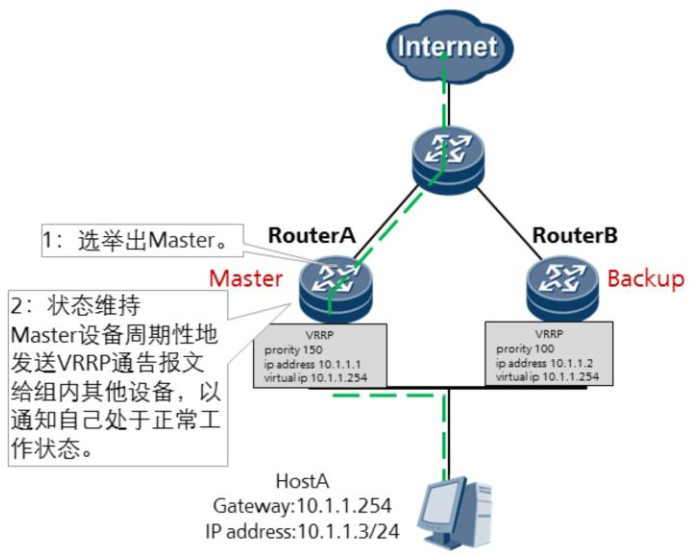 Internet
1：选举出Master。
RouterA
RouterB
Master
Backup
2：状态维持
Master设备周期性地
发送VRRP通告报文
给组内其他设备，以
通知自己处于正常工
作状态。
VRRP
prority 150
ip address 10.1.1.1
virtual ip 10.1.1.254
VRRP
prority 100
ip address 10.1.1.2
virtual ip 10.1.1.254
HostA
Gateway:10.1.1.254
IP address:10.1.1.3/24